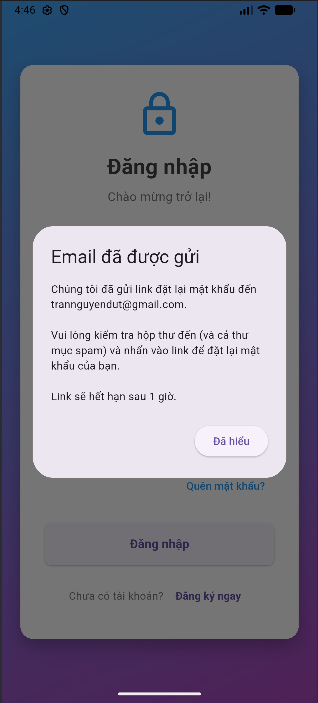 4:46
Đăng nhập
Chào mừng trở lại!
Email đã được gửi
Chúng tôi đã gửi link đặt lại mật khẩu đến
trannguyendut@gmail.com.
Vui lòng kiểm tra hộp thư đến (và cả thư
mục spam) và nhấn vào link để đặt lại mật
khẩu của bạn.
Link sẽ hết hạn sau 1 giờ.
Đã hiểu
Quên mật khẩu?
Đăng nhập
Chưa có tài khoản? Đăng ký ngay